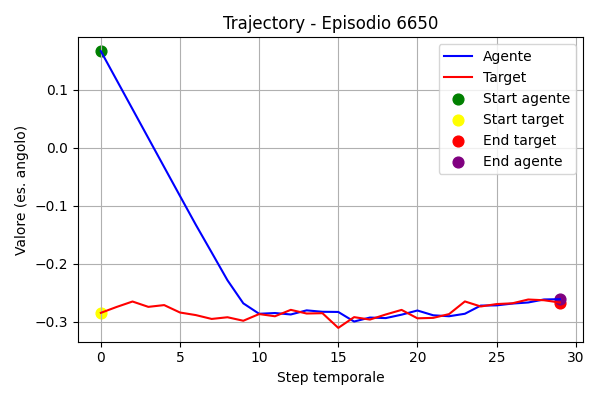 Trajectory - Episodio 6650
Valore (es. angolo)
0.1
0.0
−0.1
−0.2
−0.3
0 5 10 15 20 25 30
Step temporale
Agente
Target
Start agente
Start target
End target
End agente